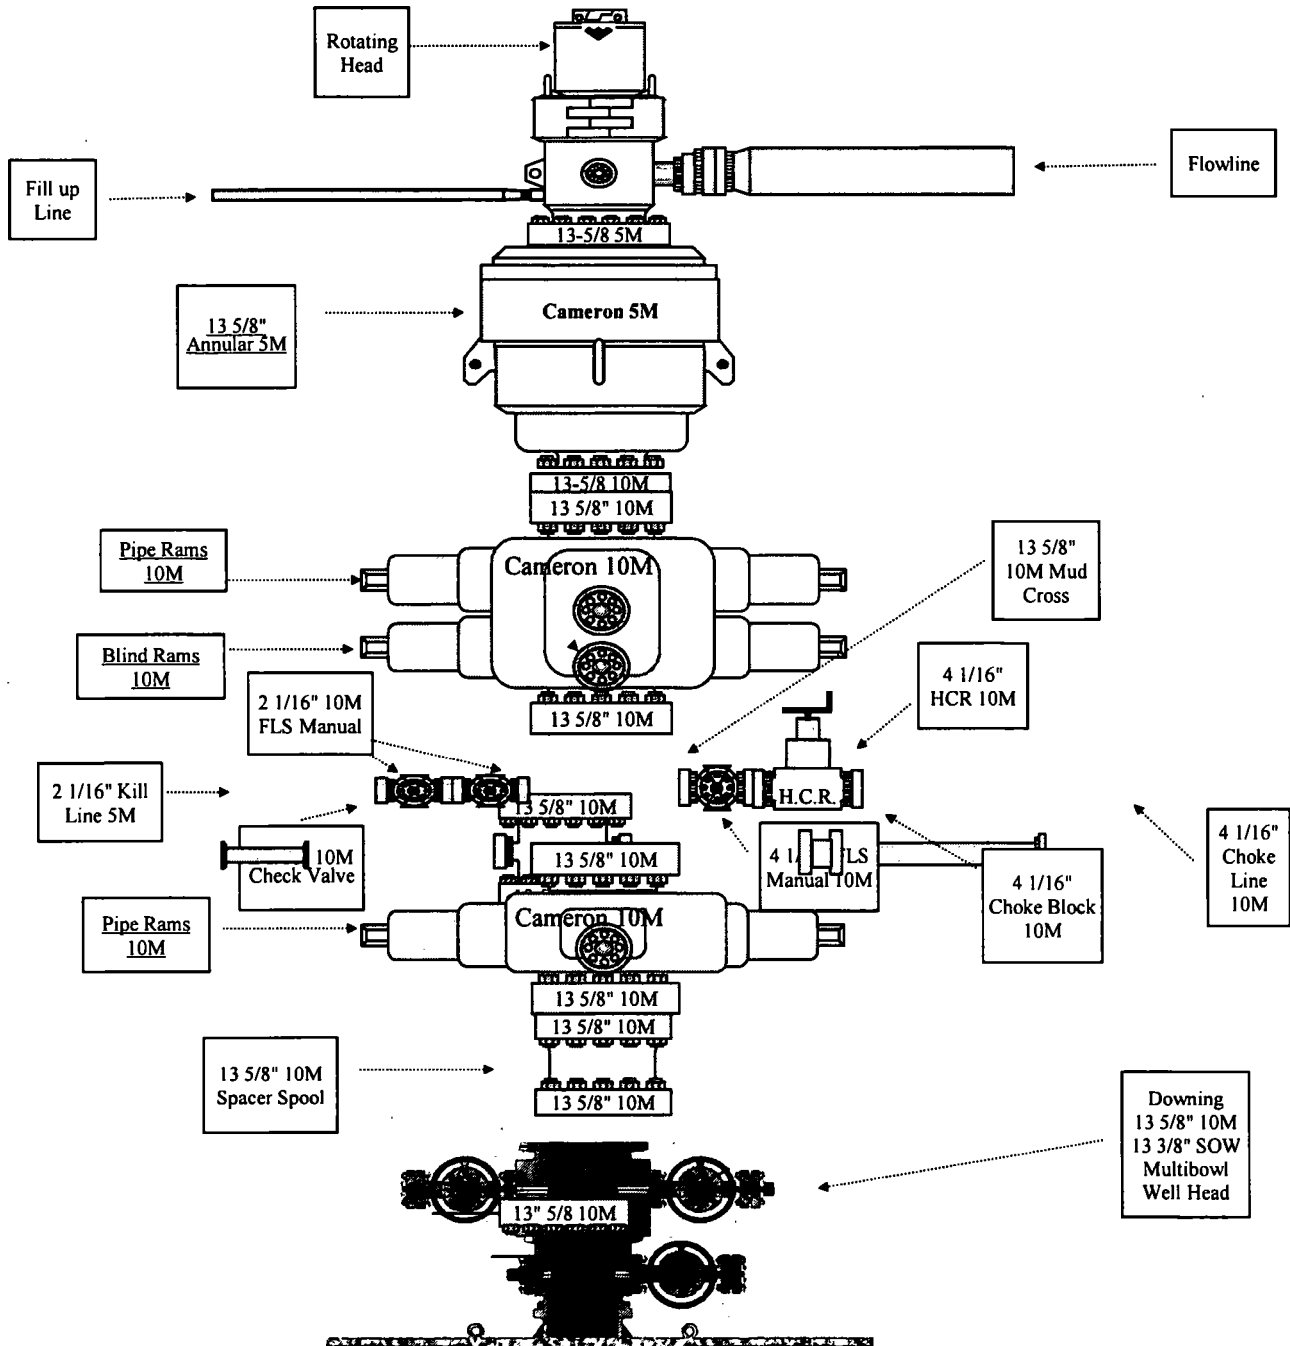 Rotating
Head
Fill up
Line
Flowline
13-5/8 5M
13 5/8"
Annular 5M
Cameron 5M
13-5/8 10M
13 5/8" 10M
Pipe Rams
10M
Cameron 10M
13 5/8"
10M Mud
Cross
Blind Rams
10M
2 1/16" 10M
FLS Manual
13 5/8" 10M
4 1/16"
HCR 10M
2 1/16" Kill
Line 5M
13 5/8" 10M
H.C.R.
10M
Check Valve
13 5/8" 10M
4 1/ LS
Manual 10M
4 1/16"
Choke Block
10M
4 1/16"
Choke
Line
10M
Pipe Rams
10M
Cameron 10M
13 5/8" 10M
13 5/8" 10M
13 5/8" 10M
Spacer Spool
13 5/8" 10M
Downing
13 5/8" 10M
13 3/8" SOW
Multibowl
Well Head
13" 5/8 10M